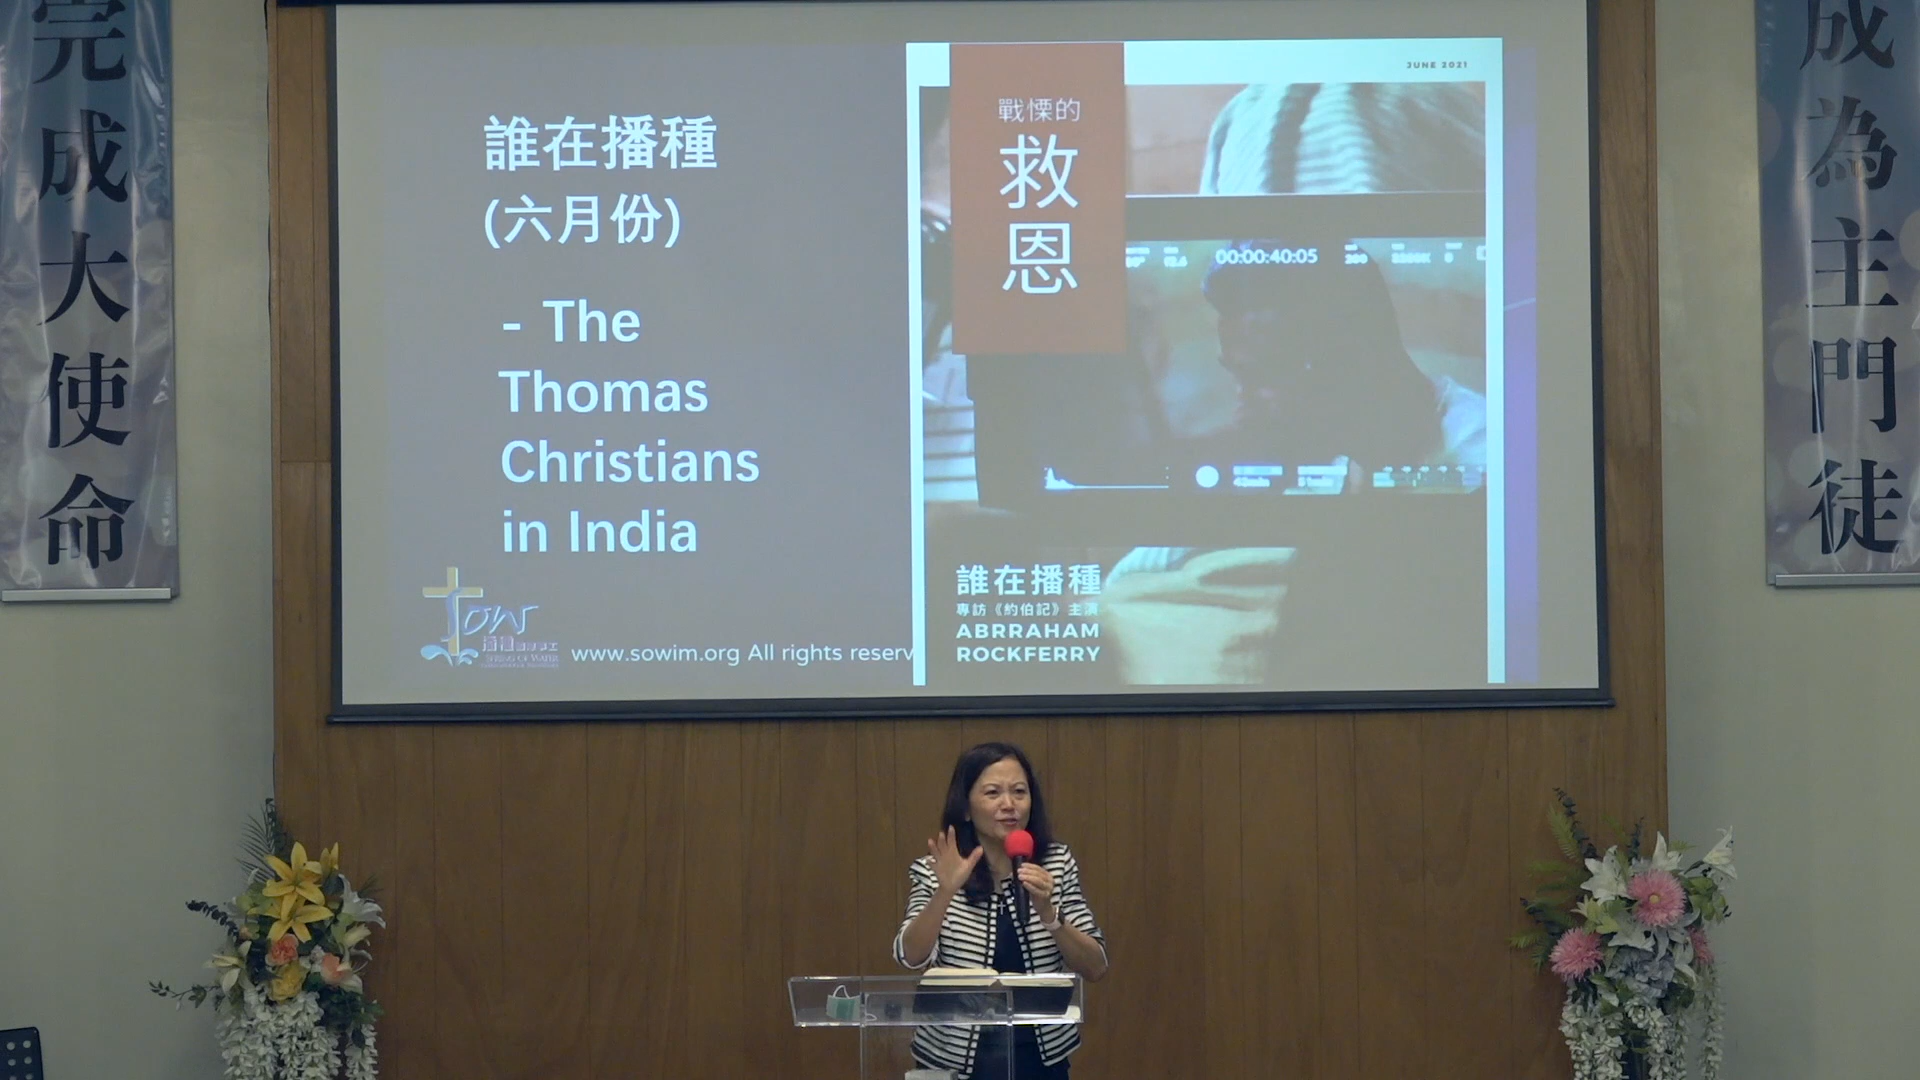 完成大使命
誰在播種
(六月份)
- The
Thomas
Christians
in India
Sow
www.sowim.org All rights reserv
JUNE 2021
戰慄的
救恩
00:00:40:05
誰在播種
專訪《約伯記》主演
ABRRAHAM
ROCKFERRY
成為主門徒